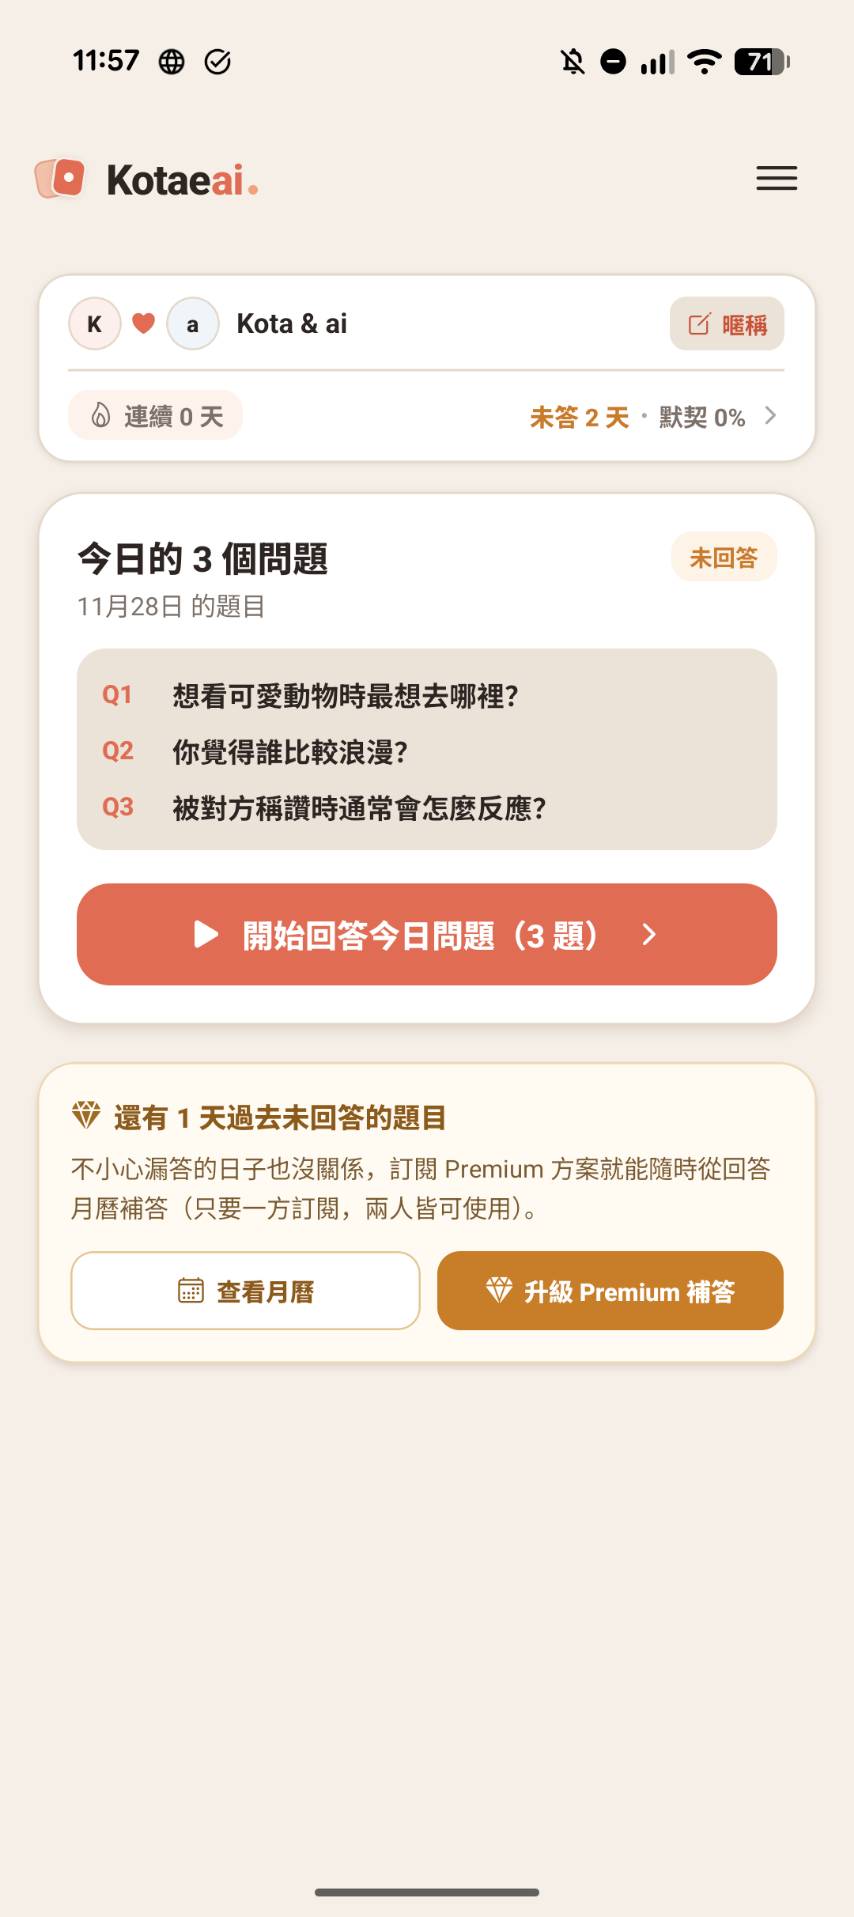 11:57
71
Kotaeai.
K a Kota & ai 暱稱
連續 0 天 未答 2 天 · 默契 0%
今日的 3 個問題 未回答
11月28日 的題目
Q1 想看可愛動物時最想去哪裡?
Q2 你覺得誰比較浪漫?
Q3 被對方稱讚時通常會怎麼反應?
開始回答今日問題（3 題）
還有 1 天過去未回答的題目
不小心漏答的日子也沒關係，訂閱 Premium 方案就能隨時從回答
月曆補答（只要一方訂閱，兩人皆可使用）。
查看月曆 升級 Premium 補答